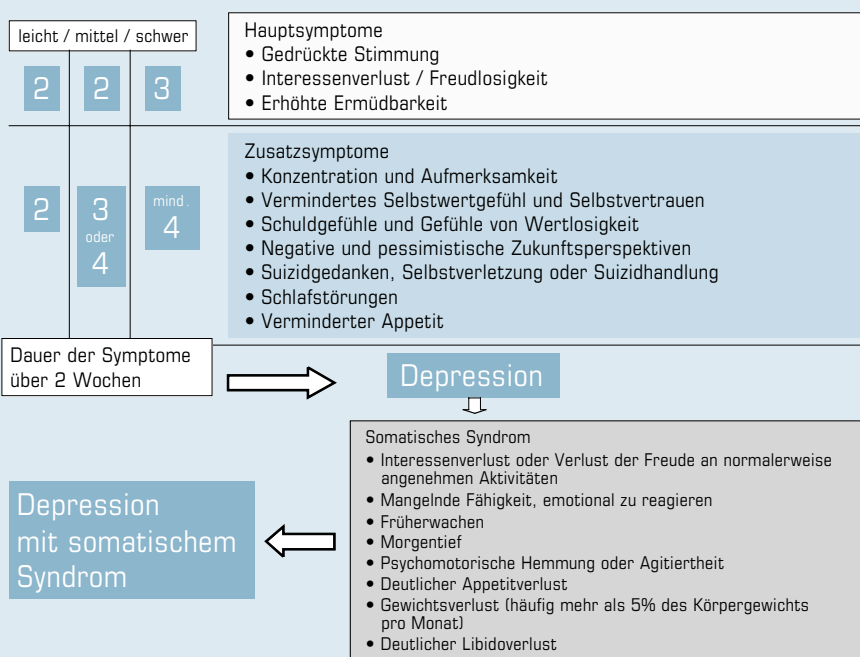 leicht / mittel / schwer
2
2
3
Hauptsymptome
• Gedrückte Stimmung
• Interessenverlust / Freudlosigkeit
• Erhöhte Ermüdbarkeit
2
3
oder
4
mind.
4
Zusatzsymptome
• Konzentration und Aufmerksamkeit
• Vermindertes Selbstwertgefühl und Selbstvertrauen
• Schuldgefühle und Gefühle von Wertlosigkeit
• Negative und pessimistische Zukunftsperspektiven
• Suizidgedanken, Selbstverletzung oder Suizidhandlung
• Schlafstörungen
• Verminderter Appetit
Dauer der Symptome
über 2 Wochen
Depression
Somatisches Syndrom
• Interessenverlust oder Verlust der Freude an normalerweise
angenehmen Aktivitäten
• Mangelnde Fähigkeit, emotional zu reagieren
• Früherwachen
• Morgentief
• Psychomotorische Hemmung oder Agitiertheit
• Deutlicher Appetitverlust
• Gewichtsverlust (häufig mehr als 5% des Körpergewichts
pro Monat)
• Deutlicher Libidoverlust
Depression
mit somatischem
Syndrom